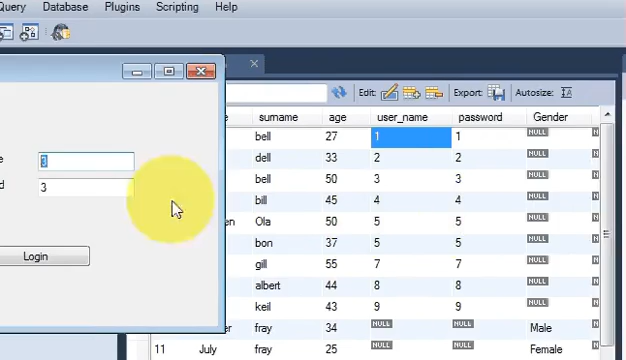 Query Database Plugins Scripting Help
Edit: Export: Autosize:
surname age user_name password Gender
bell 27 1 1 NULL
dell 33 2 2 NULL
bell 50 3 3 NULL
bill 45 4 4 NULL
Ola 50 5 5 NULL
bon 37 5 5 NULL
gill 55 7 7 NULL
albert 44 8 8 NULL
keil 43 9 9 NULL
fray 34 NULL NULL Male
11 July fray 25 NULL NULL Female
3
3
Login